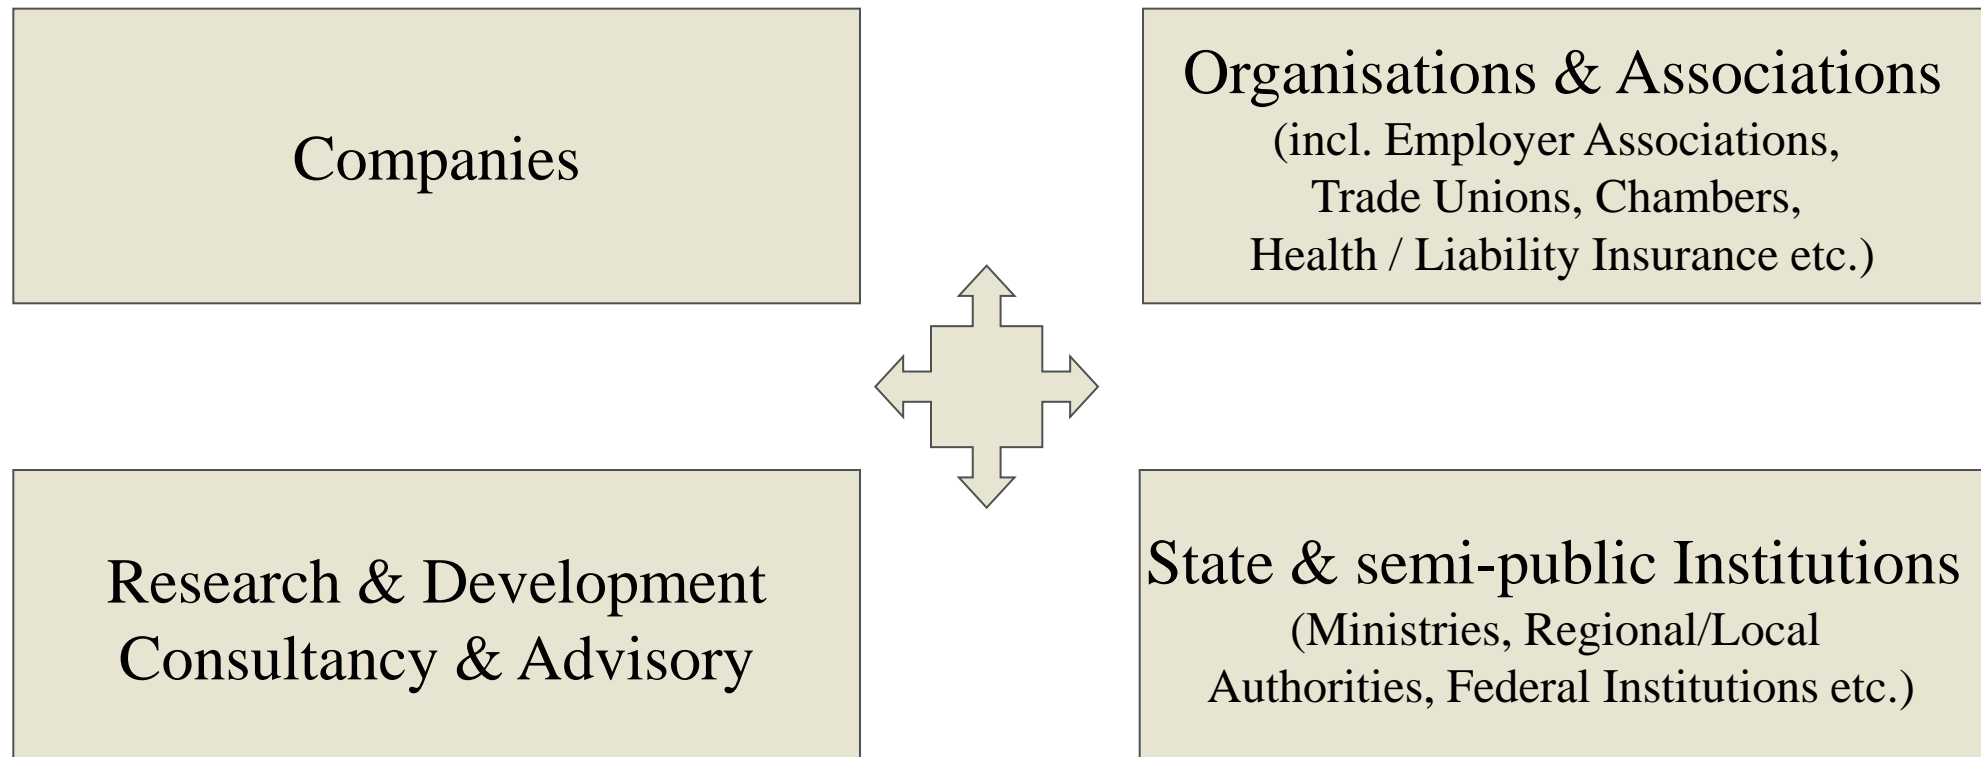 Companies
Organisations & Associations
(incl. Employer Associations,
Trade Unions, Chambers,
Health / Liability Insurance etc.)
Research & Development
Consultancy & Advisory
State & semi-public Institutions
(Ministries, Regional/Local
Authorities, Federal Institutions etc.)